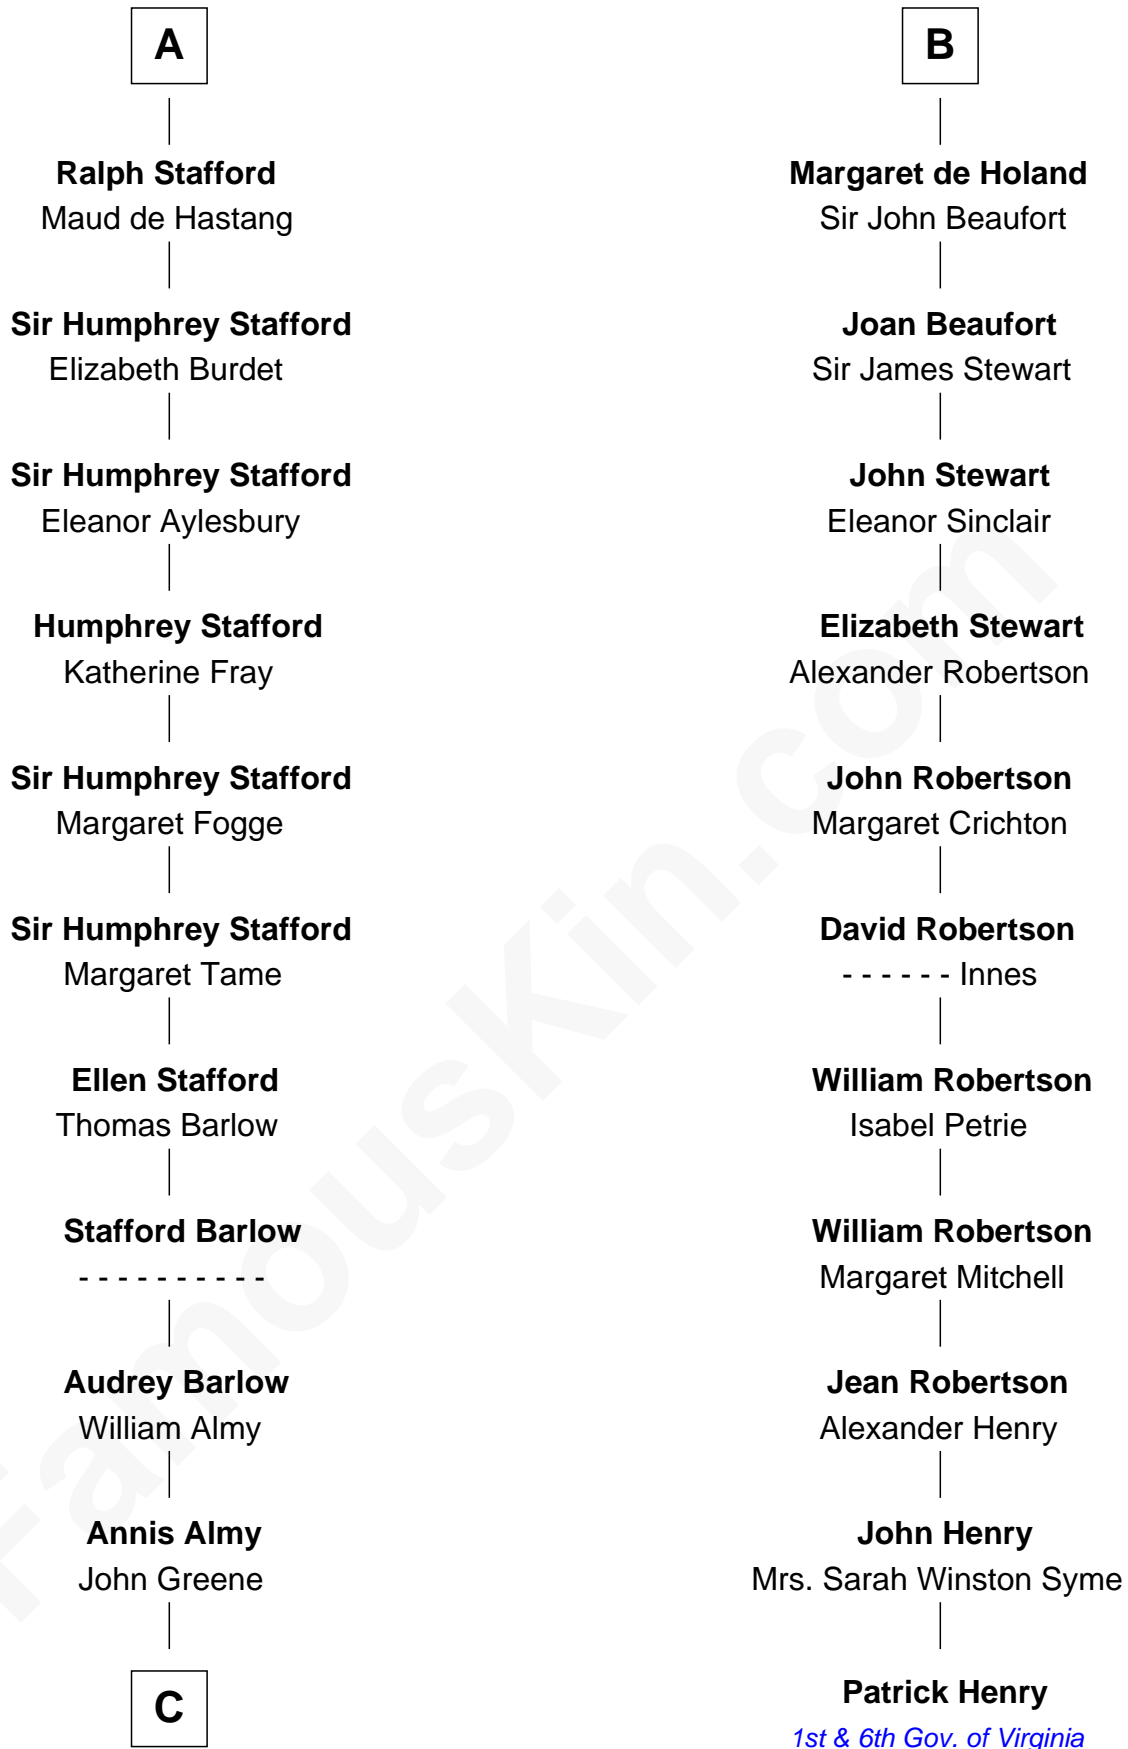 A
Ralph Stafford
Maud de Hastang
Sir Humphrey Stafford
Elizabeth Burdet
Sir Humphrey Stafford
Eleanor Aylesbury
Humphrey Stafford
Katherine Fray
Sir Humphrey Stafford
Margaret Fogge
Sir Humphrey Stafford
Margaret Tame
Ellen Stafford
Thomas Barlow
Stafford Barlow
- - - - - - - - - -
Audrey Barlow
William Almy
Annis Almy
John Greene
C
B
Margaret de Holand
Sir John Beaufort
Joan Beaufort
Sir James Stewart
John Stewart
Eleanor Sinclair
Elizabeth Stewart
Alexander Robertson
John Robertson
Margaret Crichton
David Robertson
- - - - - - Innes
William Robertson
Isabel Petrie
William Robertson
Margaret Mitchell
Jean Robertson
Alexander Henry
John Henry
Mrs. Sarah Winston Syme
Patrick Henry
1st & 6th Gov. of Virginia
FamousKin.com